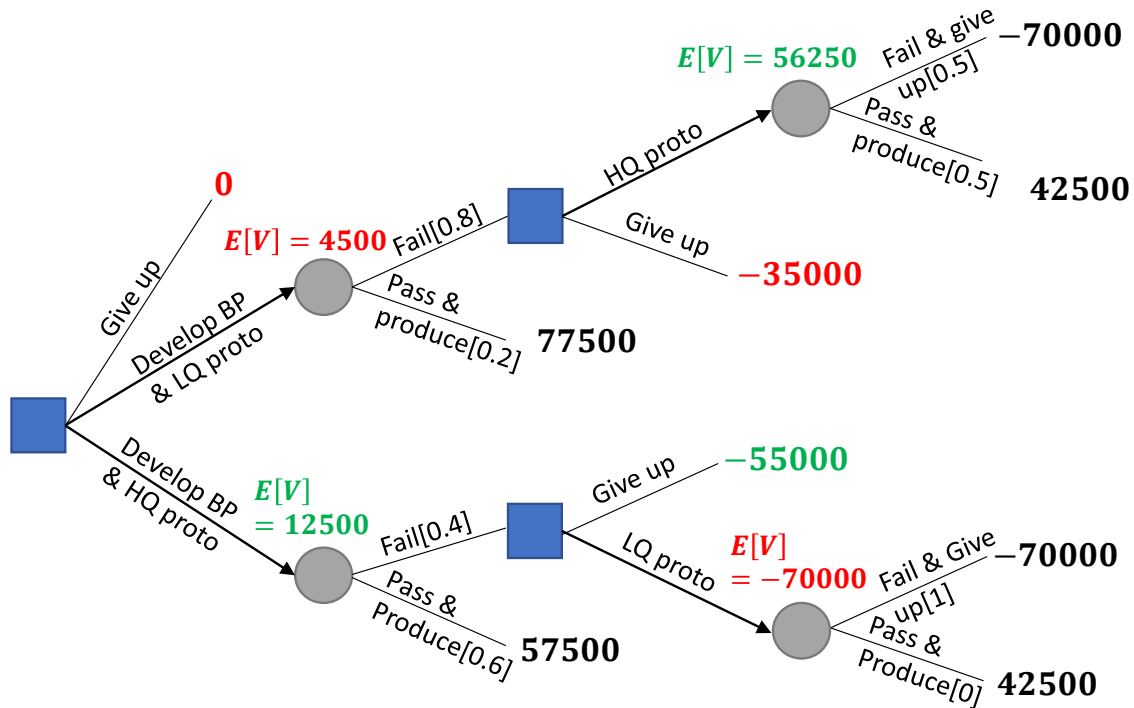 E[V] = 56250
Fail & give
up[0.5]
−70000
Pass &
produce[0.5]
42500
HQ proto
Give up
−35000
0
Give up
E[V] = 4500
Fail[0.8]
Pass &
produce[0.2]
77500
Develop BP
& LQ proto
Develop BP
& HQ proto
E[V]
= 12500
Fail[0.4]
Pass &
Produce[0.6]
57500
Give up
−55000
LQ proto
E[V]
= −70000
Fail & Give
up[1]
−70000
Pass &
Produce[0]
42500